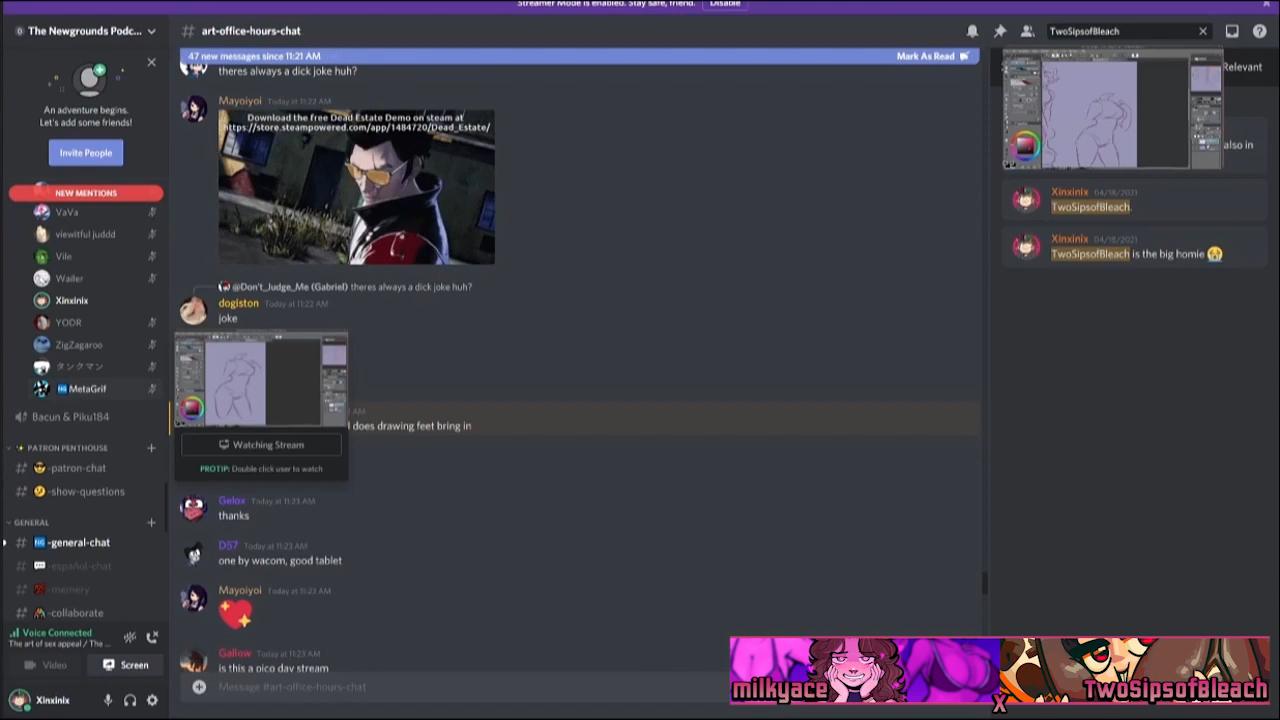 Streamer Mode is enabled. Stay safe, friend.
Disable
The Newgrounds Podc...
An adventure begins.
Let's add some friends!
Invite People
NEW MENTIONS
VaVa
viewitful juddd
Vile
Wailer
Xinxinix
YODR
ZigZagaroo
タンクマン
MetaGrif
Bacun & Piku184
PATRON PENTHOUSE
-patron-chat
-show-questions
GENERAL
-general-chat
-español-chat
-memery
-collaborate
Voice Connected
The art of sex appeal / The ...
Video
Screen
Xinxinix
art-office-hours-chat
47 new messages since 11:21 AM
Mark As Read
theres always a dick joke huh?
Mayoiyoi Today at 11:22 AM
Download the free Dead Estate Demo on steam at
https://store.steampowered.com/app/1484720/Dead_Estate/
@Don't_Judge_Me (Gabriel) theres always a dick joke huh?
dogiston Today at 11:22 AM
joke
AM
does drawing feet bring in
Watching Stream
PROTIP: Double click user to watch
Gelox Today at 11:23 AM
thanks
D57 Today at 11:23 AM
one by wacom, good tablet
Mayoiyoi Today at 11:23 AM
Gallow Today at 11:23 AM
is this a pico day stream
Message #art-office-hours-chat
TwoSipsofBleach
Relevant
also in
Xinxinix 04/18/2021
TwoSipsofBleach.
Xinxinix 04/18/2021
TwoSipsofBleach is the big homie
milkyace
X
TwoSipsofBleach